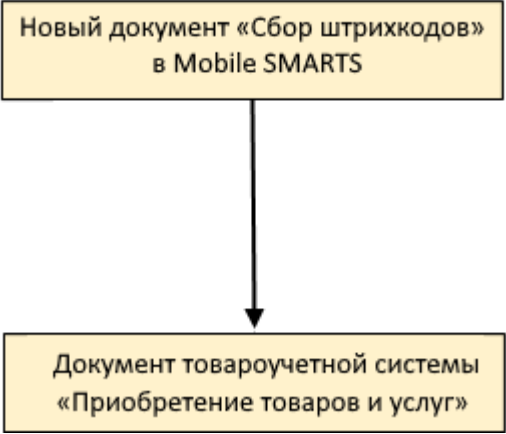 Новый документ «Сбор штрихкодов»
в Mobile SMARTS
Документ товароучетной системы
«Приобретение товаров и услуг»